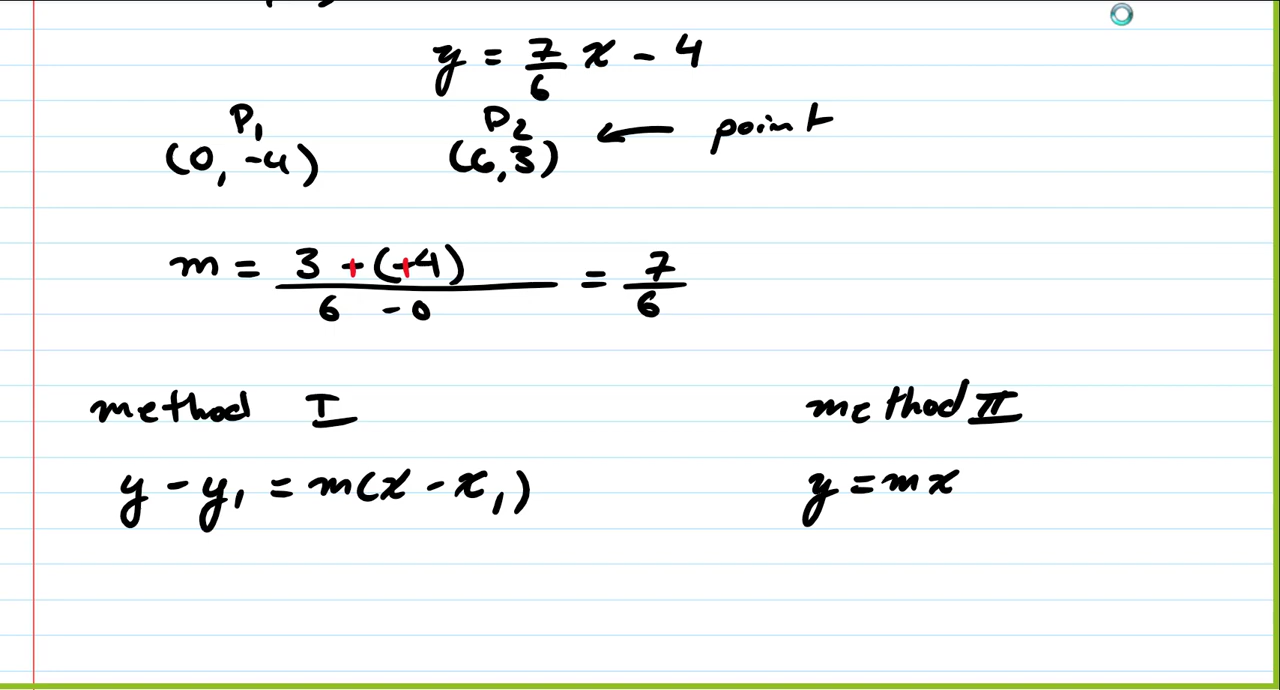 y = 7/6 x - 4
P₁ P₂ ← point
(0, -4) (6, 3)
m = 3 + (+4) / 6 - 0 = 7/6
method I method II
y - y₁ = m(x - x₁) y = mx